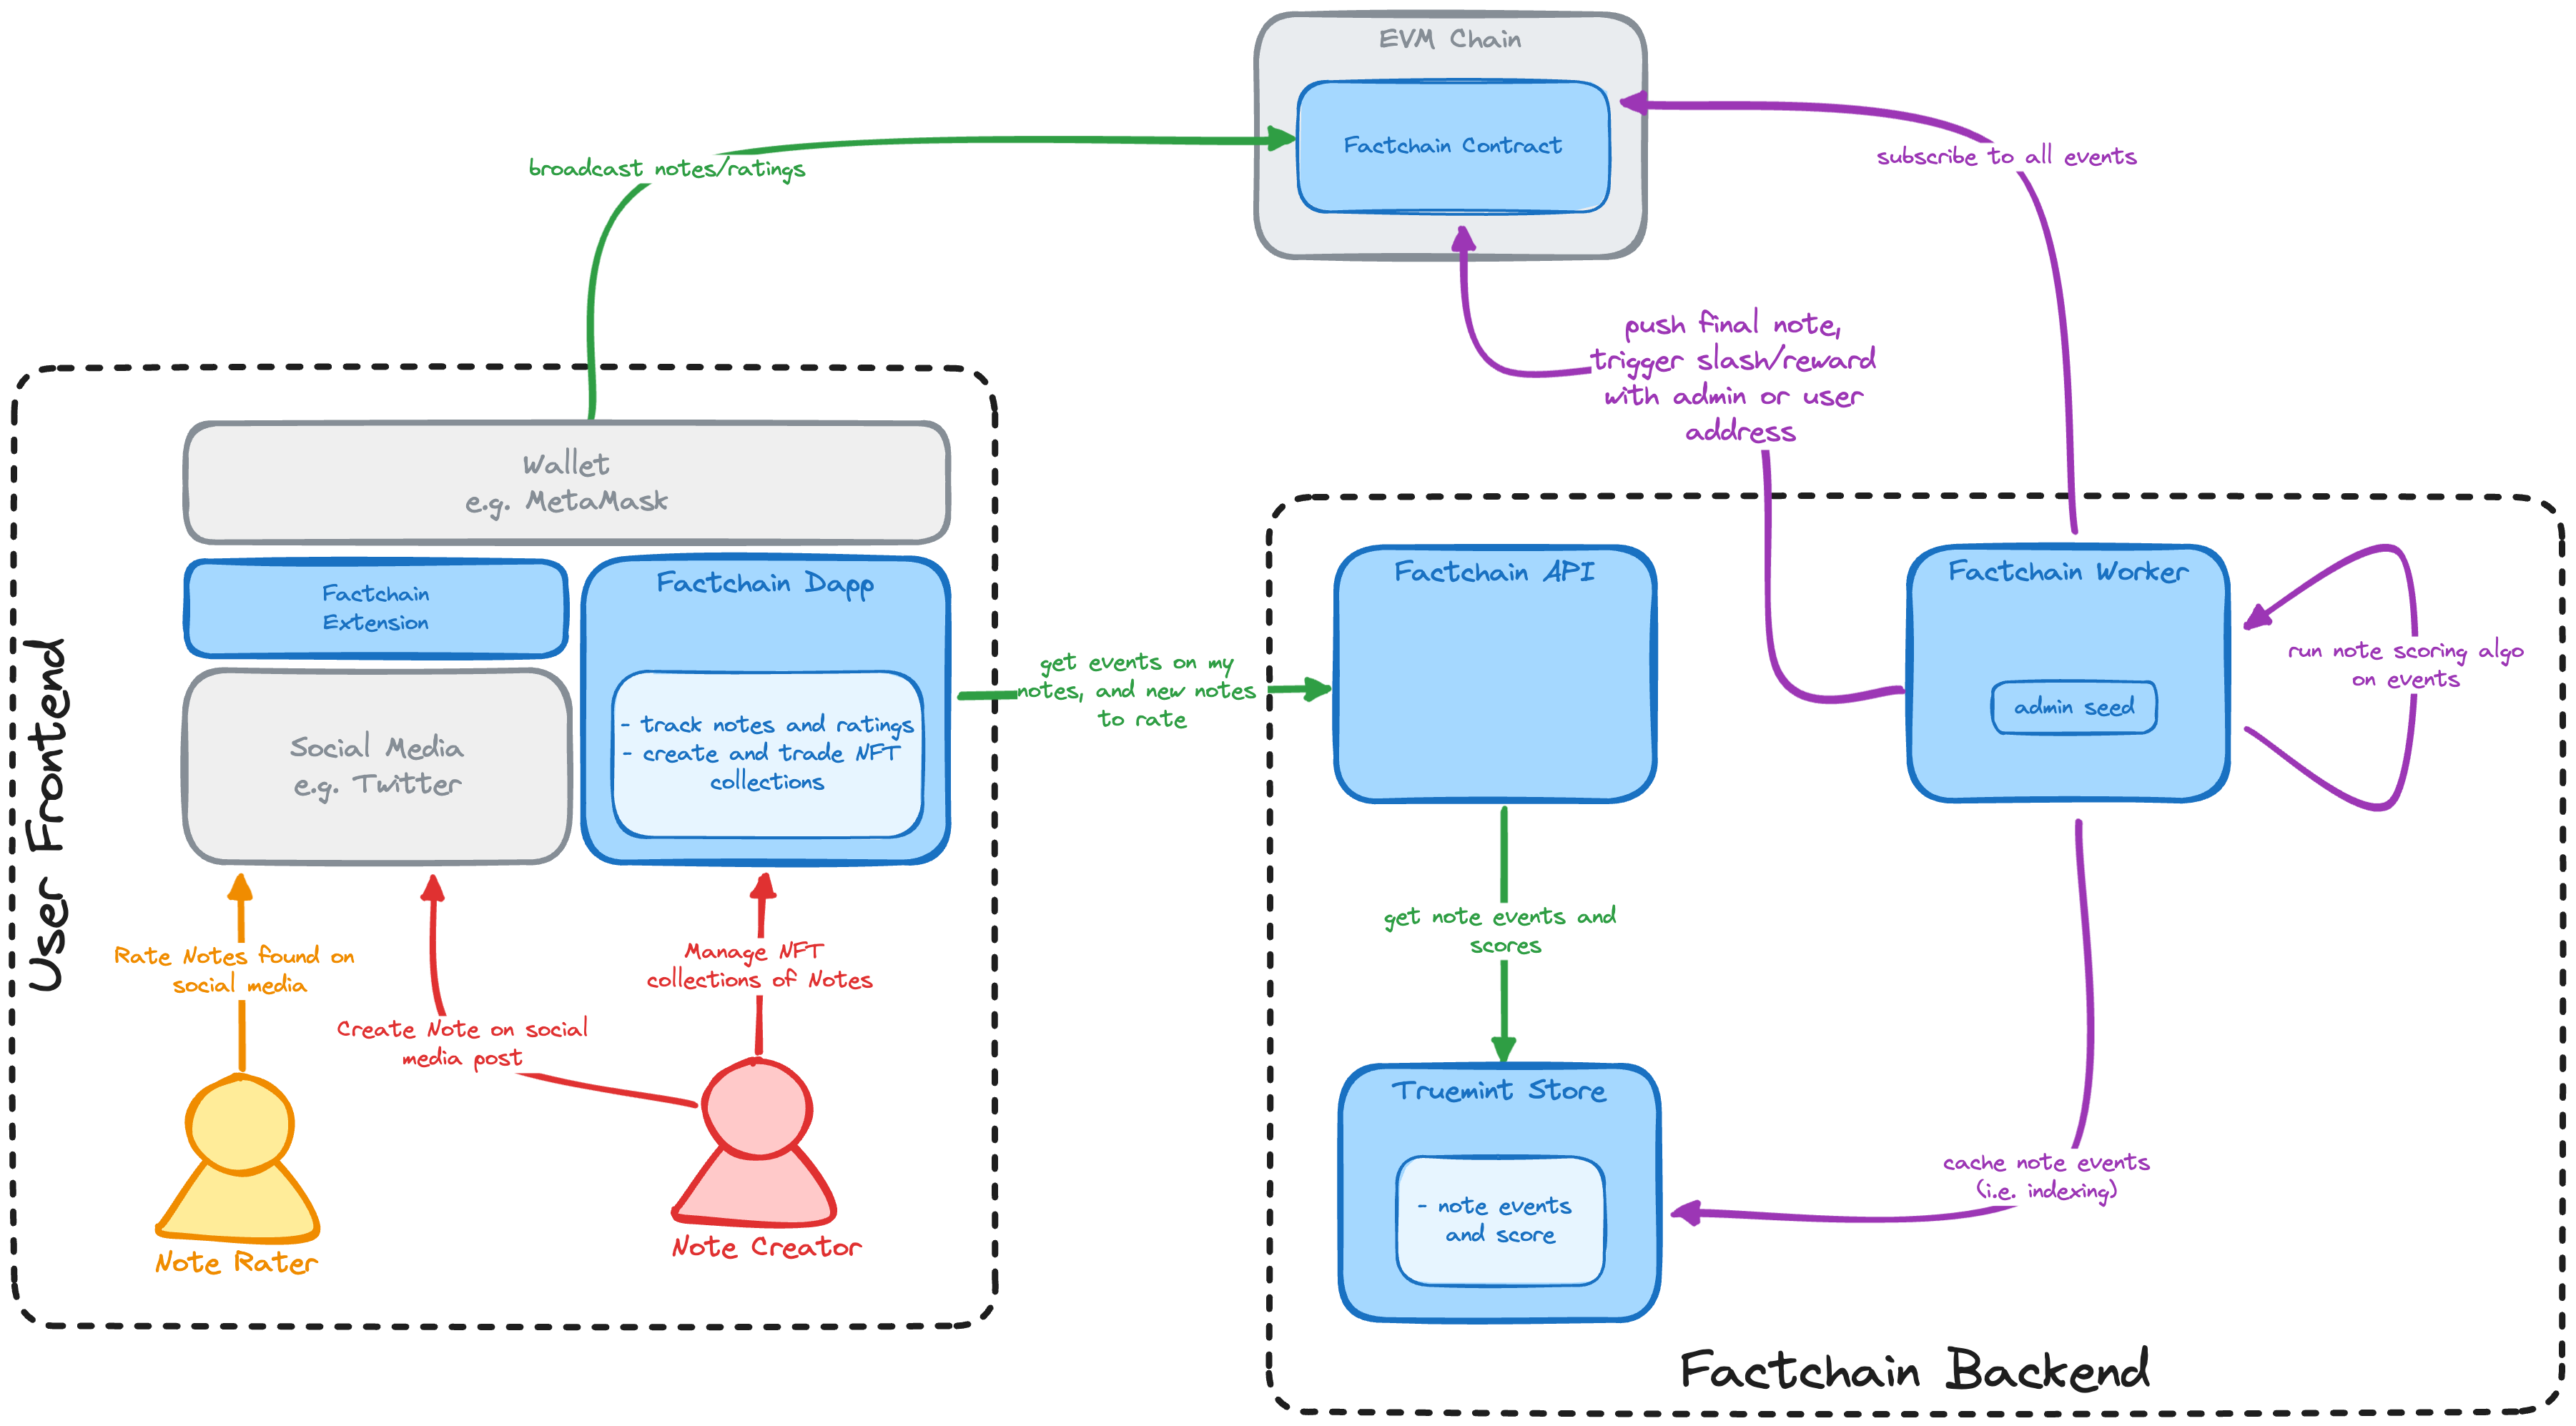 EVM Chain
Factchain Contract
broadcast notes/ratings
subscribe to all events
push final note,
trigger slash/reward
with admin or user
address
User Frontend
Wallet
e.g. MetaMask
Factchain
Extension
Factchain Dapp
- track notes and ratings
- create and trade NFT
collections
Social Media
e.g. Twitter
get events on my
notes, and new notes
to rate
Rate Notes found on
social media
Create Note on social
media post
Manage NFT
collections of Notes
Note Rater
Note Creator
Factchain API
Factchain Worker
admin seed
run note scoring algo
on events
get note events and
scores
Truemint Store
- note events
and score
cache note events
(i.e. indexing)
Factchain Backend